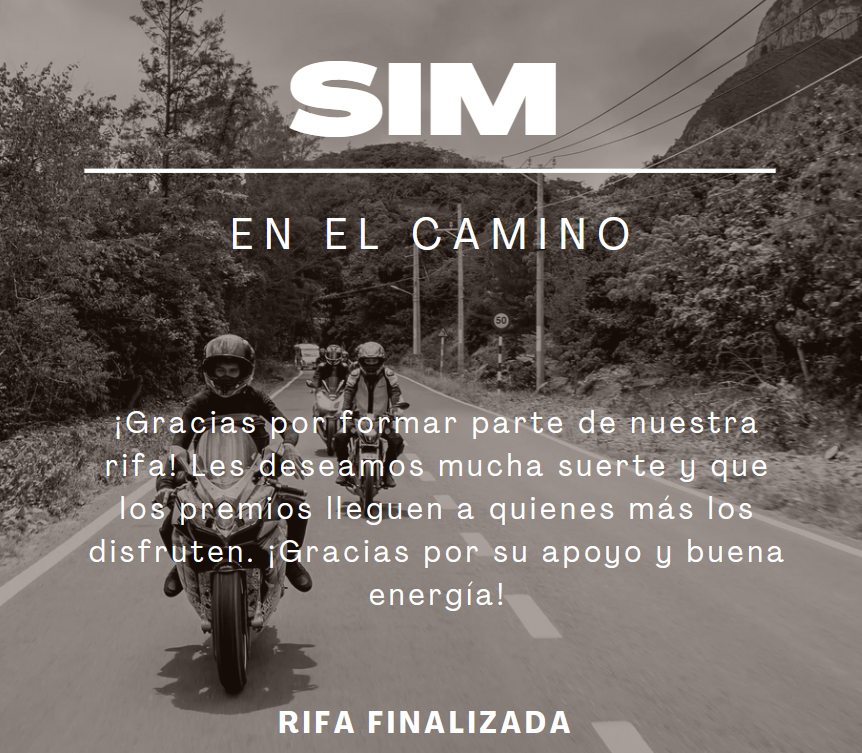 SIM
EN EL CAMINO
50
¡Gracias por formar parte de nuestra
rifa! Les deseamos mucha suerte y que
los premios lleguen a quienes más los
disfruten. ¡Gracias por su apoyo y buena
energía!
RIFA FINALIZADA